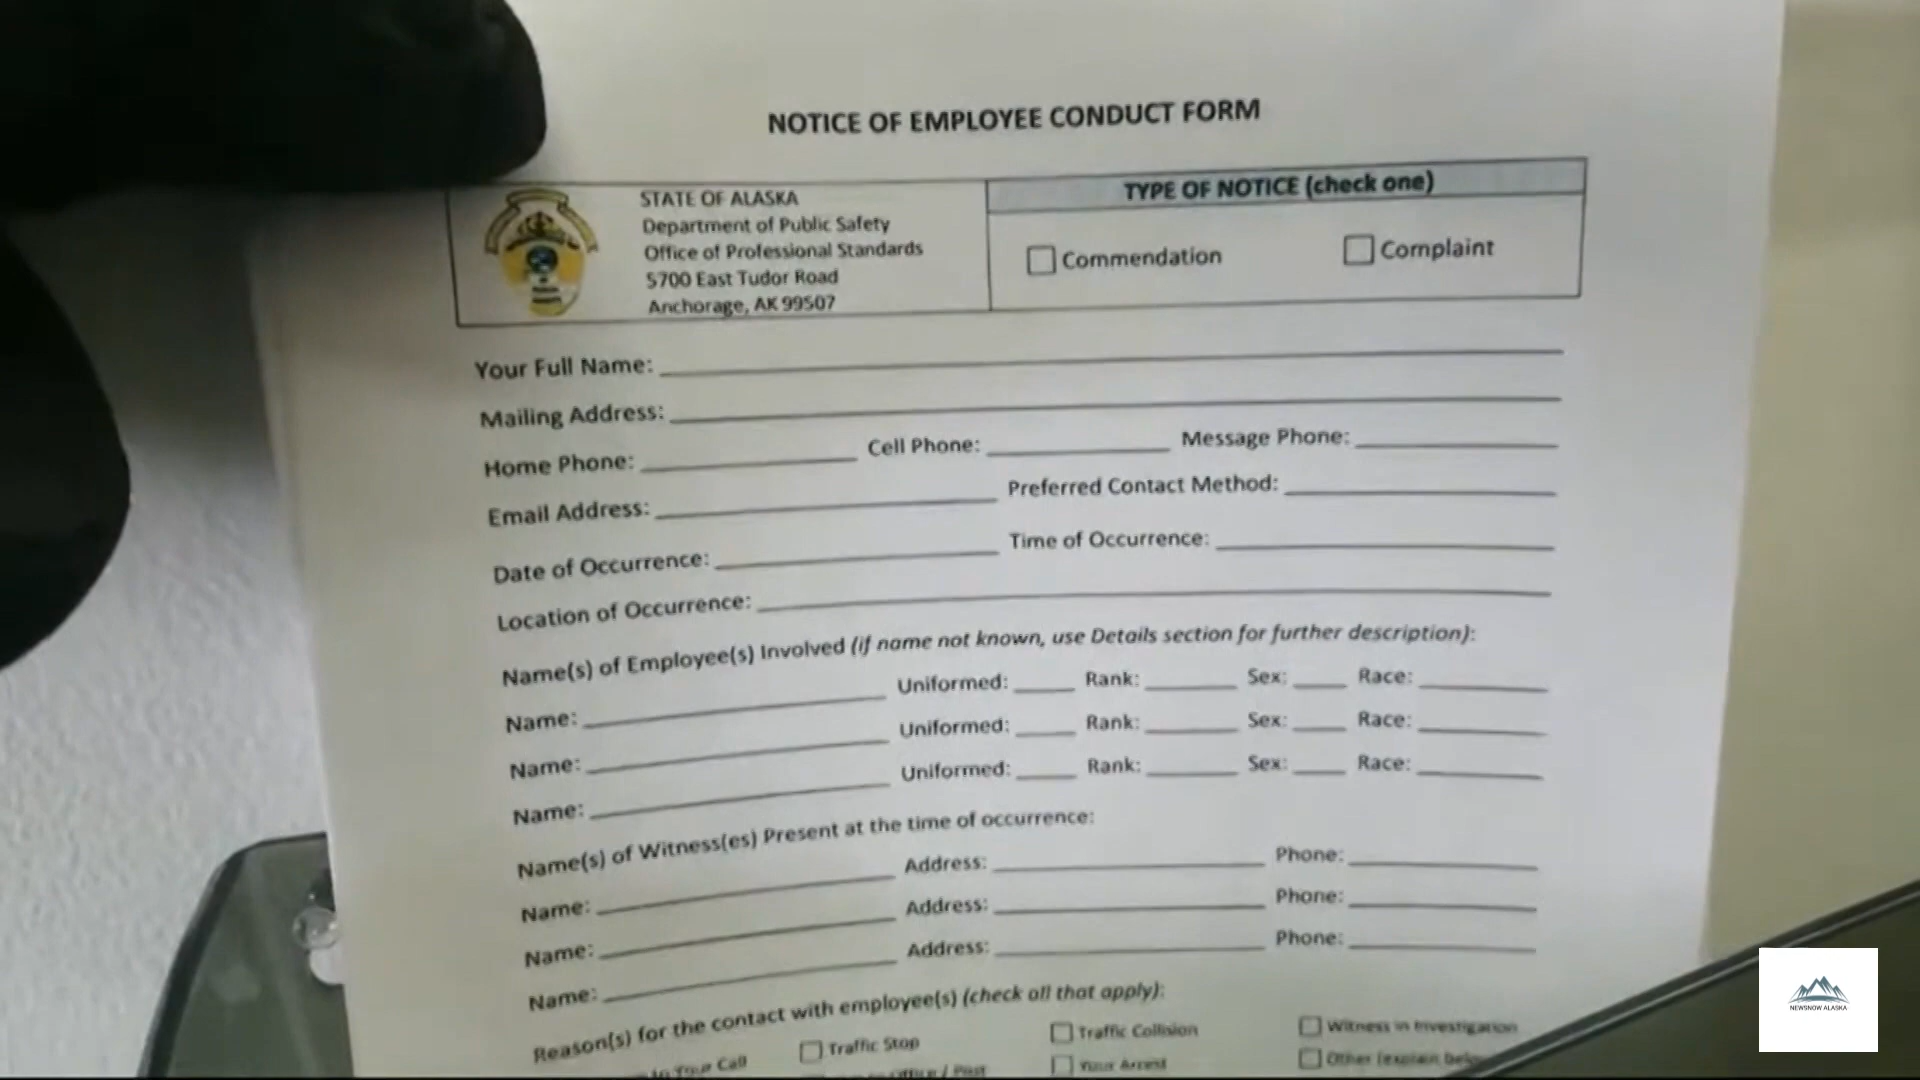 NOTICE OF EMPLOYEE CONDUCT FORM
STATE OF ALASKA
Department of Public Safety
Office of Professional Standards
5700 East Tudor Road
Anchorage, AK 99507
TYPE OF NOTICE (check one)
Commendation Complaint
Your Full Name:
Mailing Address:
Home Phone: Cell Phone: Message Phone:
Email Address: Preferred Contact Method:
Date of Occurrence: Time of Occurrence:
Location of Occurrence:
Name(s) of Employee(s) Involved (if name not known, use Details section for further description):
Name: Uniformed: Rank: Sex: Race:
Name: Uniformed: Rank: Sex: Race:
Name: Uniformed: Rank: Sex: Race:
Name(s) of Witness(es) Present at the time of occurrence:
Name: Address: Phone:
Name: Address: Phone:
Name: Address: Phone:
Reason(s) for the contact with employee(s) (check all that apply):
Traffic Stop Traffic Collision Witness in Investigation
Your Call Office / Post Your Arrest Other (explain
NEWSNOW ALASKA